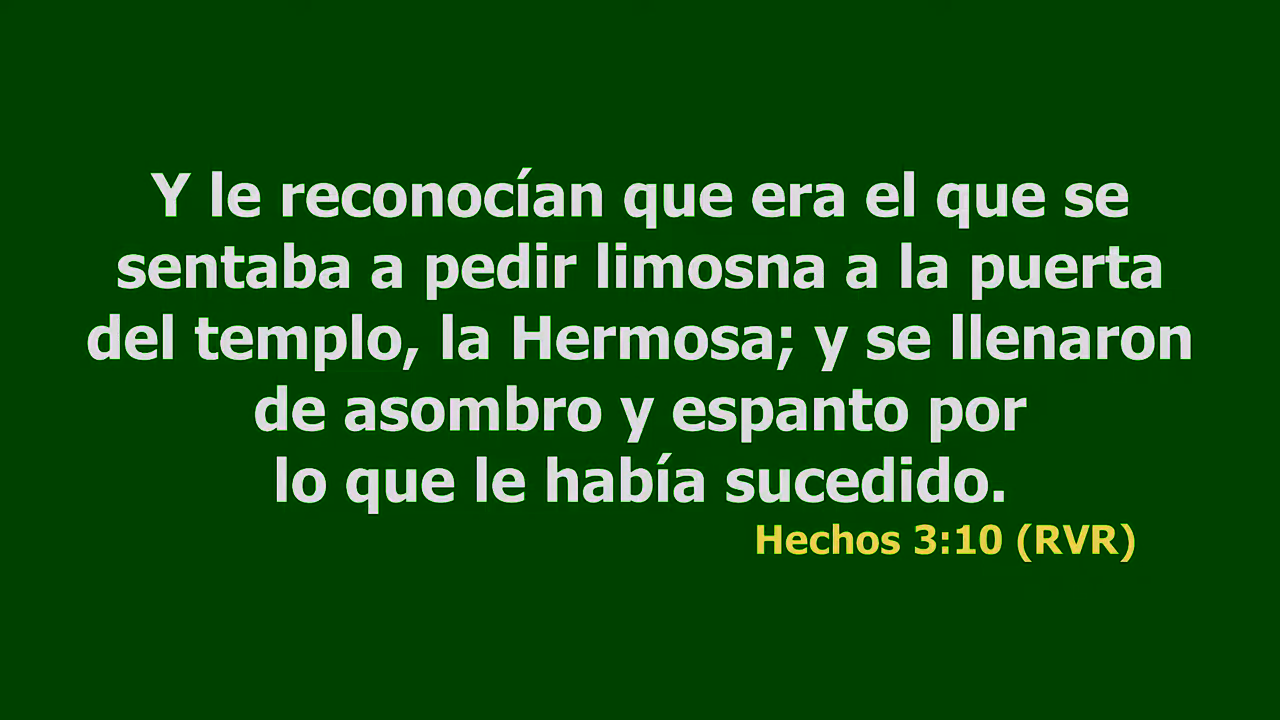 Y le reconocían que era el que se
sentaba a pedir limosna a la puerta
del templo, la Hermosa; y se llenaron
de asombro y espanto por
lo que le había sucedido.
Hechos 3:10 (RVR)